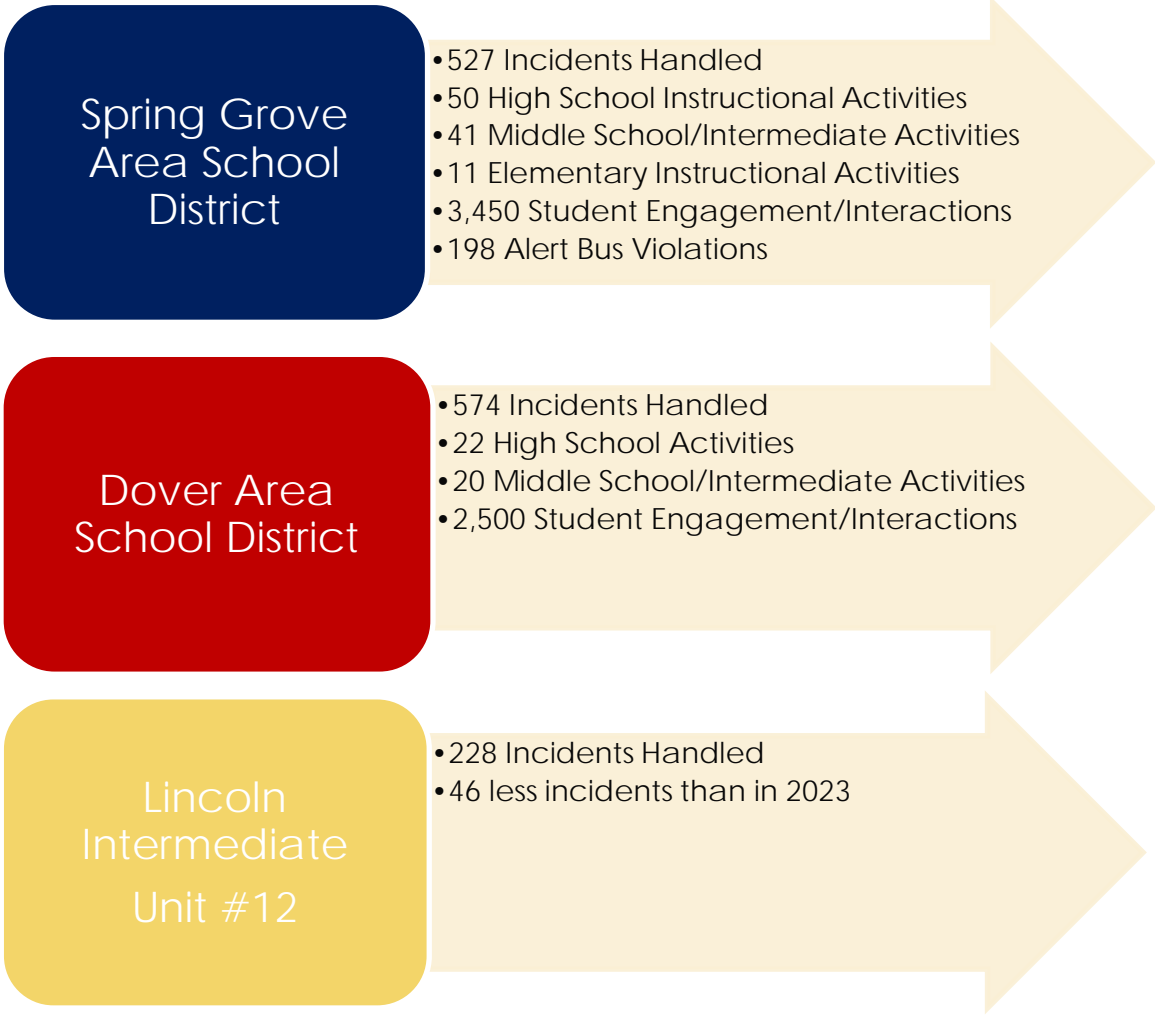 Spring Grove
Area School
District
•527 Incidents Handled
•50 High School Instructional Activities
•41 Middle School/Intermediate Activities
•11 Elementary Instructional Activities
•3,450 Student Engagement/Interactions
•198 Alert Bus Violations
Dover Area
School District
•574 Incidents Handled
•22 High School Activities
•20 Middle School/Intermediate Activities
•2,500 Student Engagement/Interactions
Lincoln
Intermediate
Unit #12
•228 Incidents Handled
•46 less incidents than in 2023